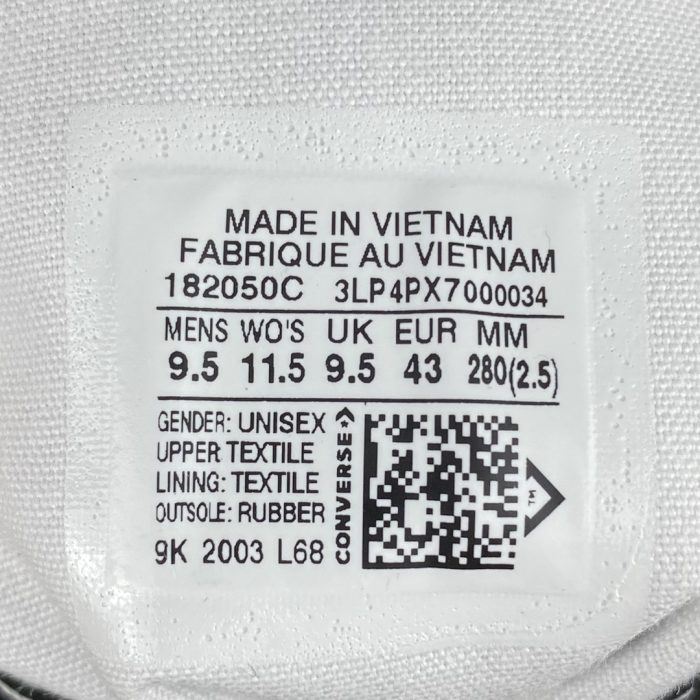 MADE IN VIETNAM
FABRIQUE AU VIETNAM
182050C 3LP4PX7000034
MENS WO'S UK EUR MM
9.5 11.5 9.5 43 280(2.5)
GENDER: UNISEX
UPPER TEXTILE
LINING: TEXTILE
OUTSOLE: RUBBER
9K 2003 L68
CONVERSE
TM